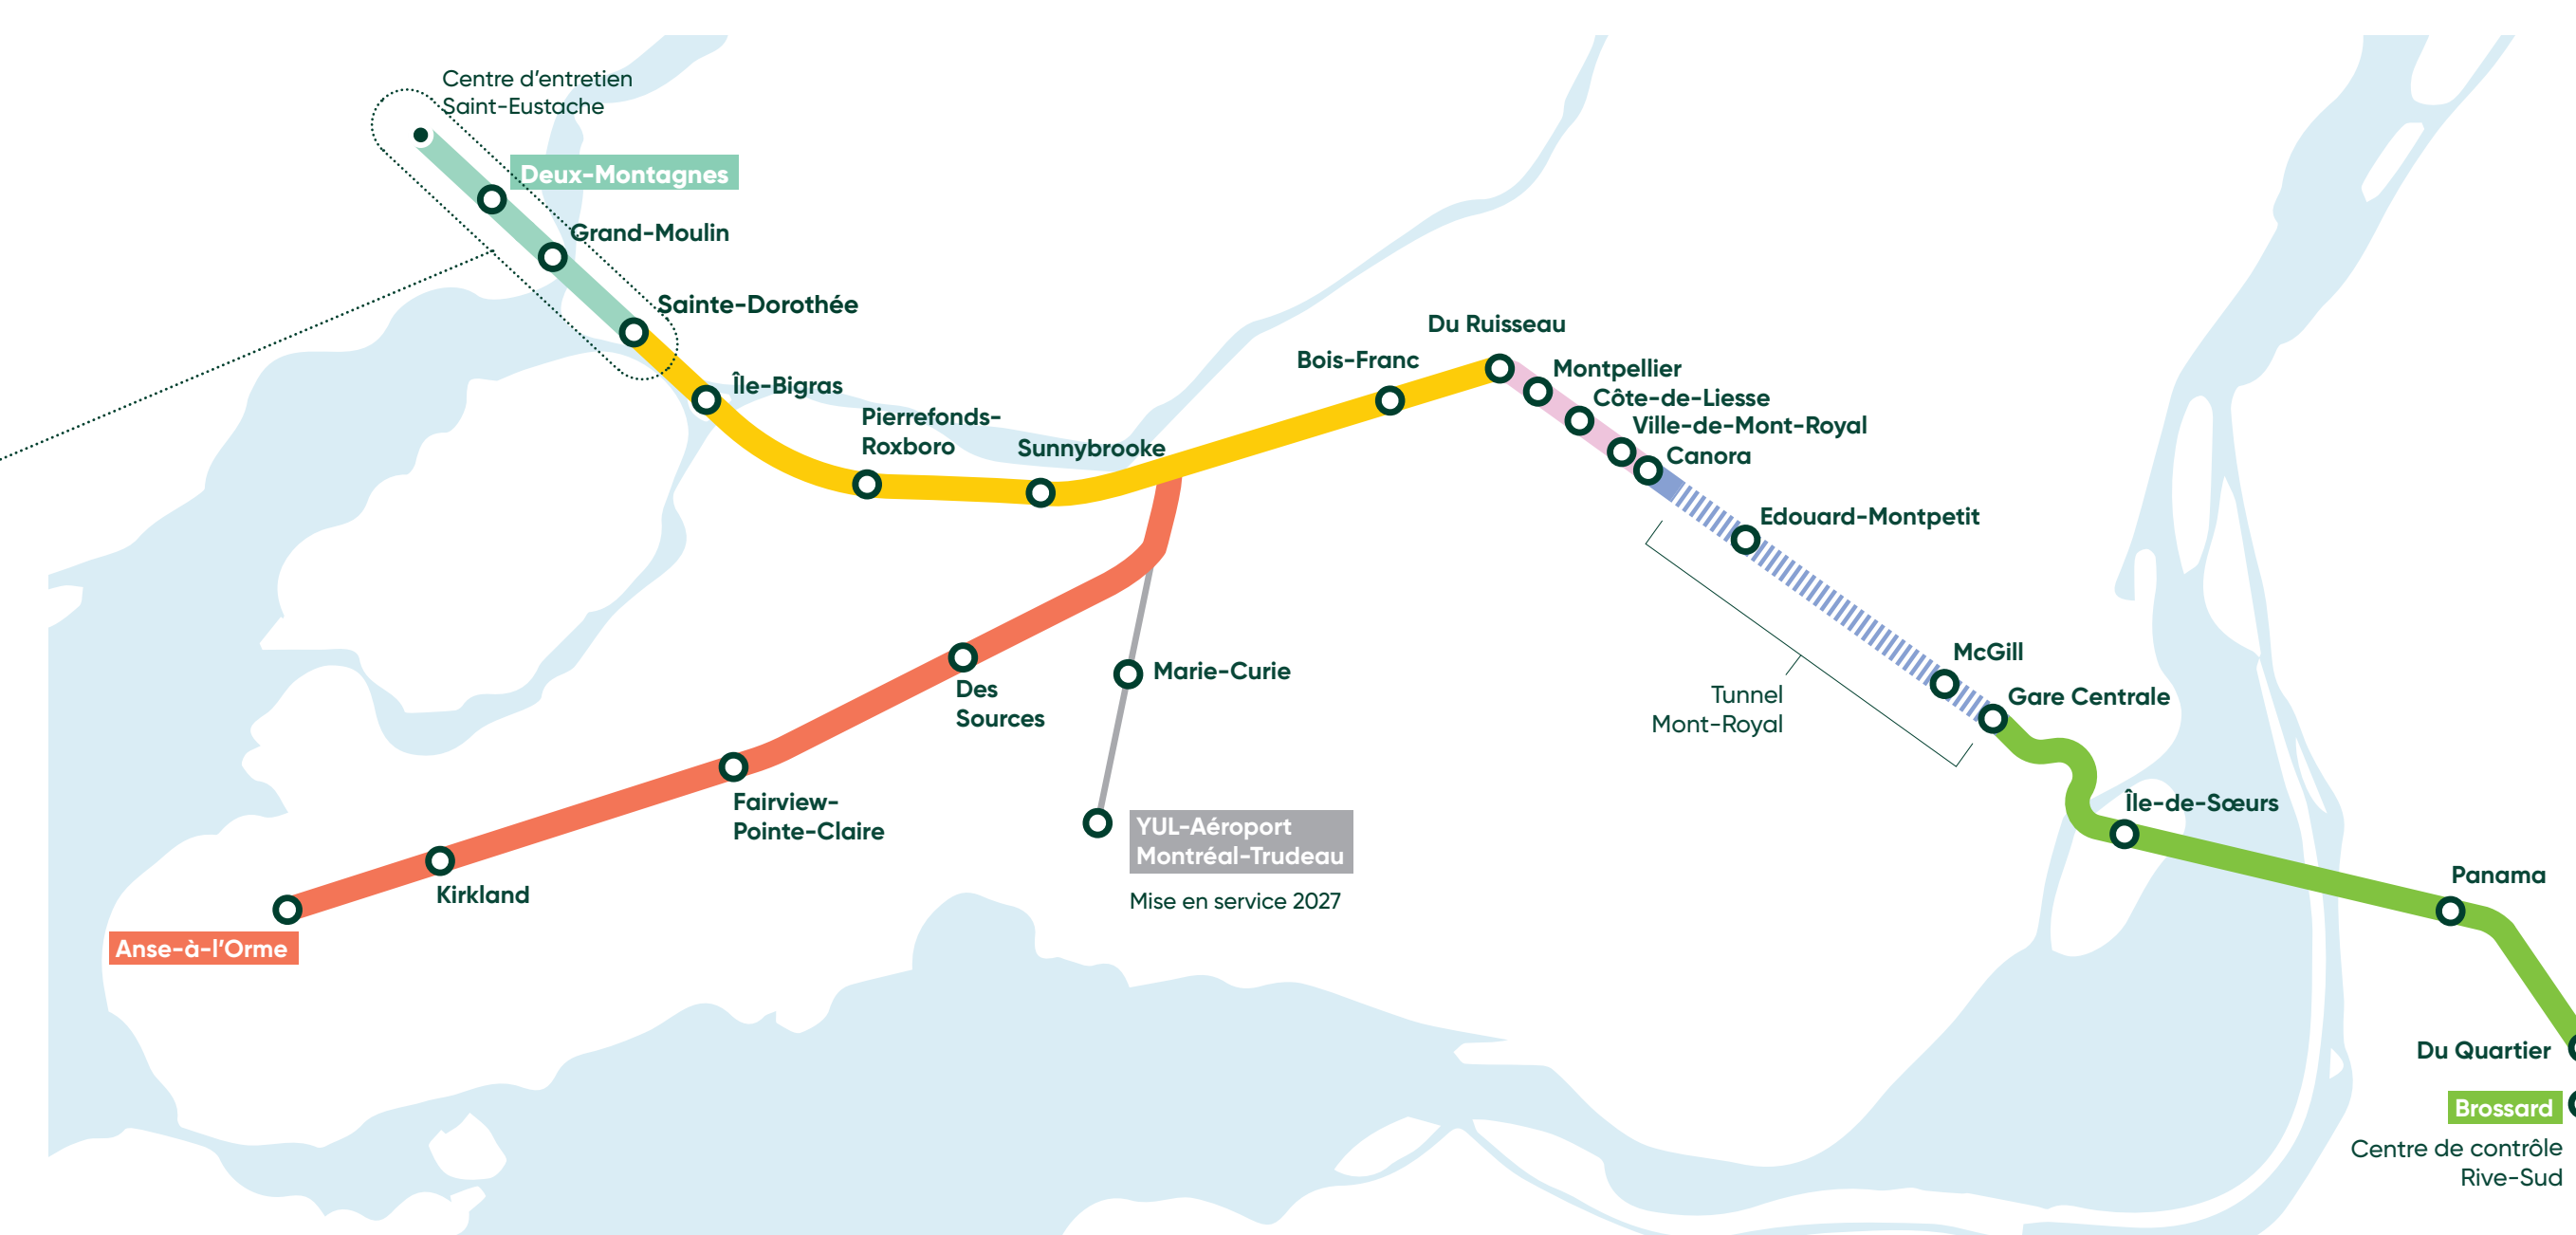 Centre d'entretien
Saint-Eustache
Deux-Montagnes
Grand-Moulin
Sainte-Dorothée
Île-Bigras
Pierrefonds-
Roxboro
Sunnybrooke
Bois-Franc
Du Ruisseau
Montpellier
Côte-de-Liesse
Ville-de-Mont-Royal
Canora
Edouard-Montpetit
McGill
Gare Centrale
Tunnel
Mont-Royal
Île-de-Sœurs
Panama
Du Quartier
Brossard
Centre de contrôle
Rive-Sud
Marie-Curie
YUL-Aéroport
Montréal-Trudeau
Mise en service 2027
Des
Sources
Fairview-
Pointe-Claire
Kirkland
Anse-à-l'Orme